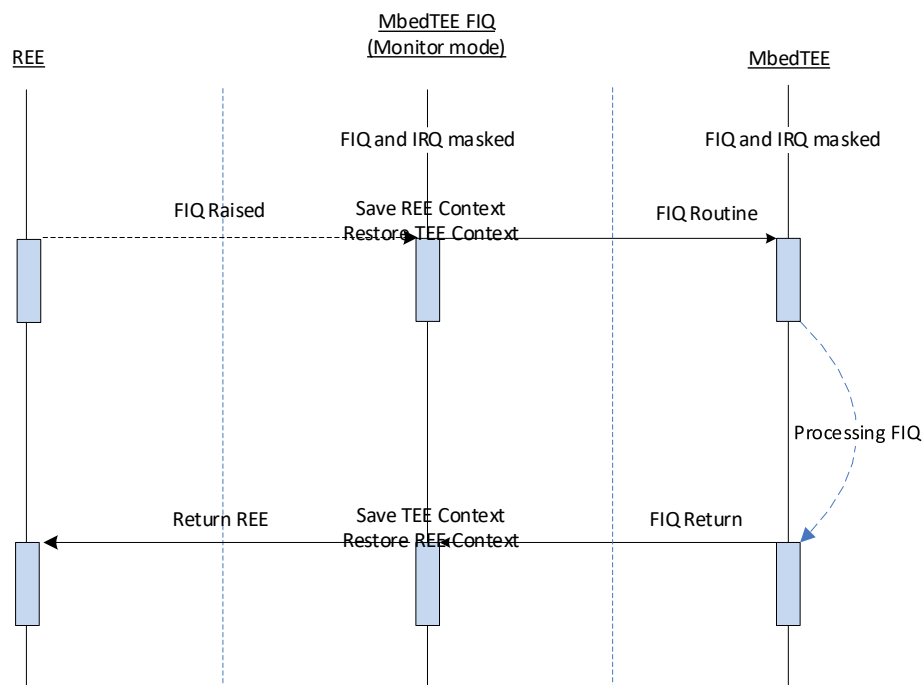 REE
MbedTEE FIQ
(Monitor mode)
MbedTEE
FIQ and IRQ masked
FIQ and IRQ masked
FIQ Raised
Save REE Context
Restore TEE Context
FIQ Routine
Processing FIQ
Return REE
Save TEE Context
Restore REE Context
FIQ Return